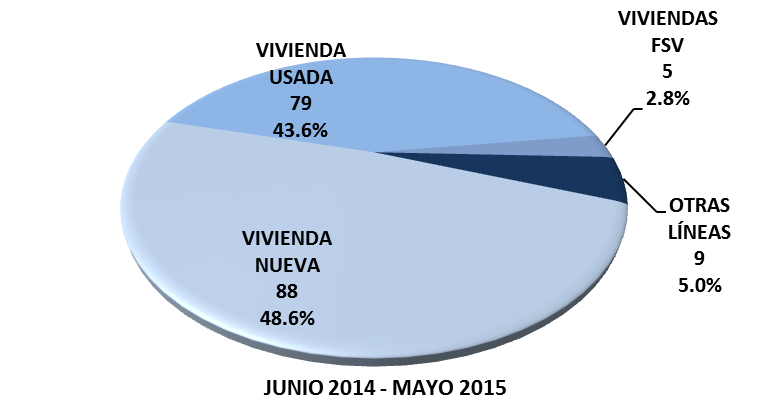 VIVIENDAS
FSV
5
2.8%
VIVIENDA
USADA
79
43.6%
OTRAS
LÍNEAS
9
5.0%
VIVIENDA
NUEVA
88
48.6%
JUNIO 2014 - MAYO 2015